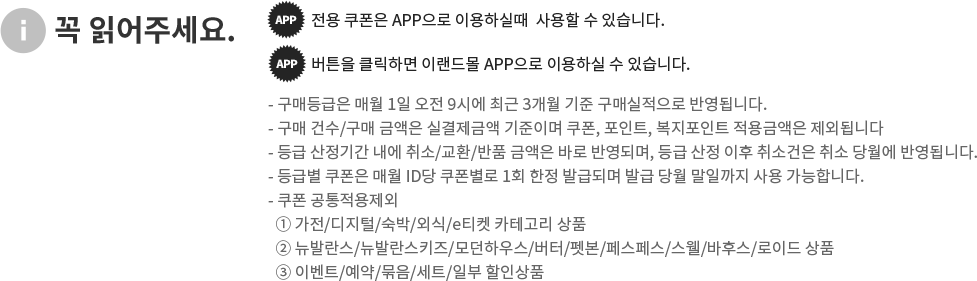 i 꼭 읽어주세요.
APP 전용 쿠폰은 APP으로 이용하실때 사용할 수 있습니다.
APP 버튼을 클릭하면 이랜드몰 APP으로 이용하실 수 있습니다.
- 구매등급은 매월 1일 오전 9시에 최근 3개월 기준 구매실적으로 반영됩니다.
- 구매 건수/구매 금액은 실결제금액 기준이며 쿠폰, 포인트, 복지포인트 적용금액은 제외됩니다
- 등급 산정기간 내에 취소/교환/반품 금액은 바로 반영되며, 등급 산정 이후 취소건은 취소 당월에 반영됩니다.
- 등급별 쿠폰은 매월 ID당 쿠폰별로 1회 한정 발급되며 발급 당월 말일까지 사용 가능합니다.
- 쿠폰 공통적용제외
① 가전/디지털/숙박/외식/e티켓 카테고리 상품
② 뉴발란스/뉴발란스키즈/모던하우스/버터/펫본/페스페스/스웰/바후스/로이드 상품
③ 이벤트/예약/묶음/세트/일부 할인상품